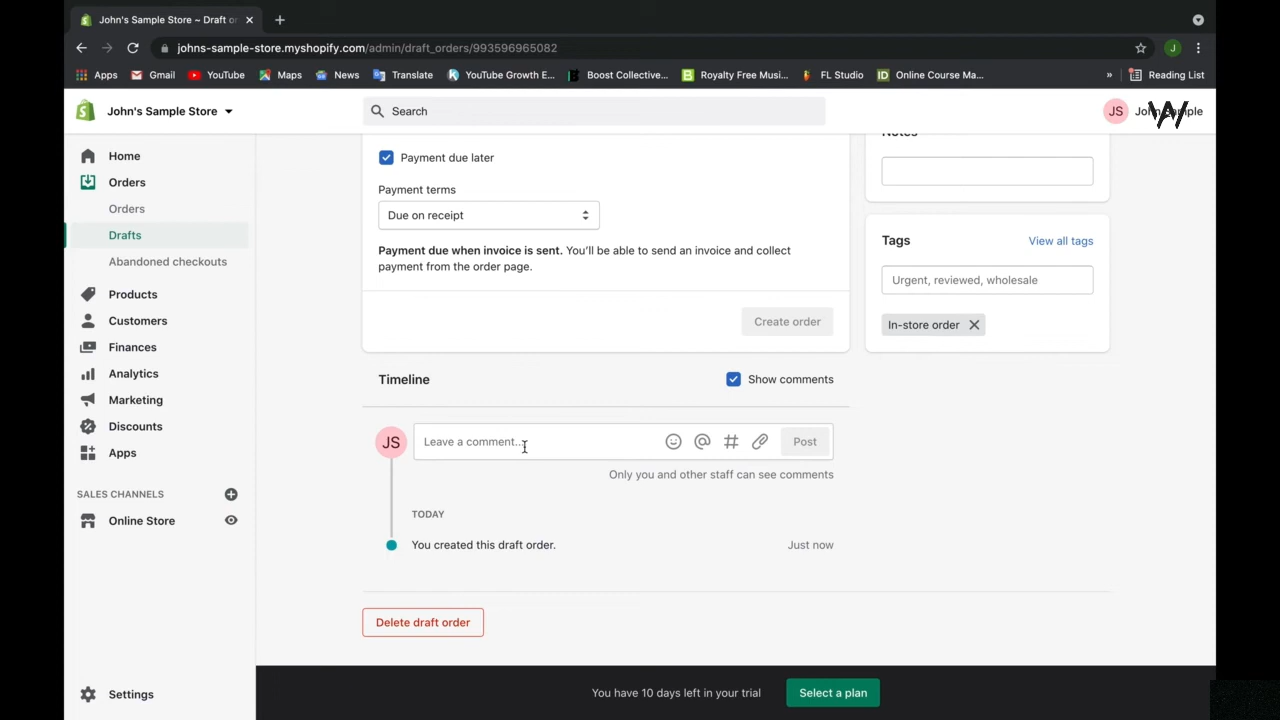 John's Sample Store ~ Draft or
johns-sample-store.myshopify.com/admin/draft_orders/993596965082
J
Apps
Gmail
YouTube
Maps
News
Translate
YouTube Growth E...
Boost Collective...
Royalty Free Musi...
FL Studio
Online Course Ma...
»
Reading List
John's Sample Store
Search
JS
Home
Orders
Orders
Drafts
Abandoned checkouts
Products
Customers
Finances
Analytics
Marketing
Discounts
Apps
SALES CHANNELS
Online Store
Settings
Payment due later
Payment terms
Due on receipt
Payment due when invoice is sent. You'll be able to send an invoice and collect
payment from the order page.
Create order
Notes
Tags
View all tags
Urgent, reviewed, wholesale
In-store order
Timeline
Show comments
JS
Leave a comment...
Post
Only you and other staff can see comments
TODAY
You created this draft order.
Just now
Delete draft order
You have 10 days left in your trial
Select a plan